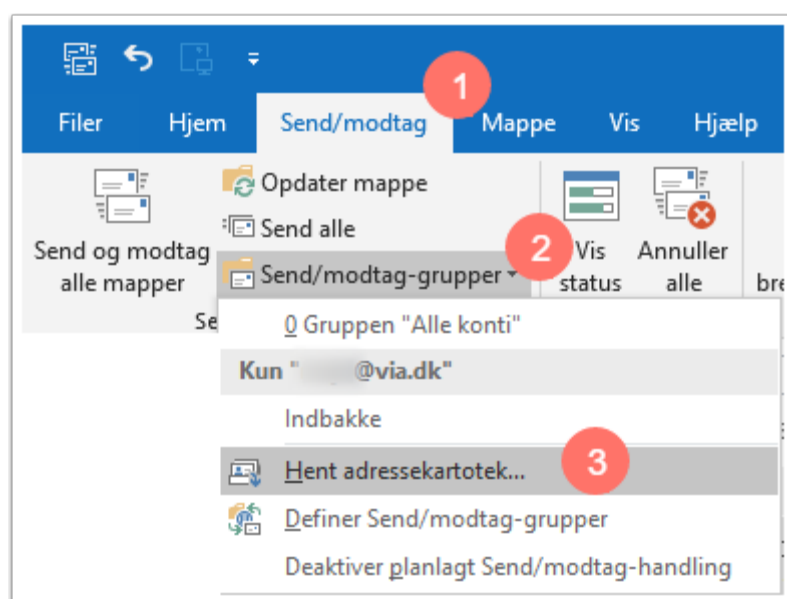 1
Filer Hjem Send/modtag Mappe Vis Hjælp
Opdater mappe
Send alle
Send og modtag
alle mapper
2
Send/modtag-grupper
Vis
status
Annuller
alle
bre
Se
0 Gruppen "Alle konti"
Kun " @via.dk"
Indbakke
Hent adressekartotek...
3
Definer Send/modtag-grupper
Deaktiver planlagt Send/modtag-handling